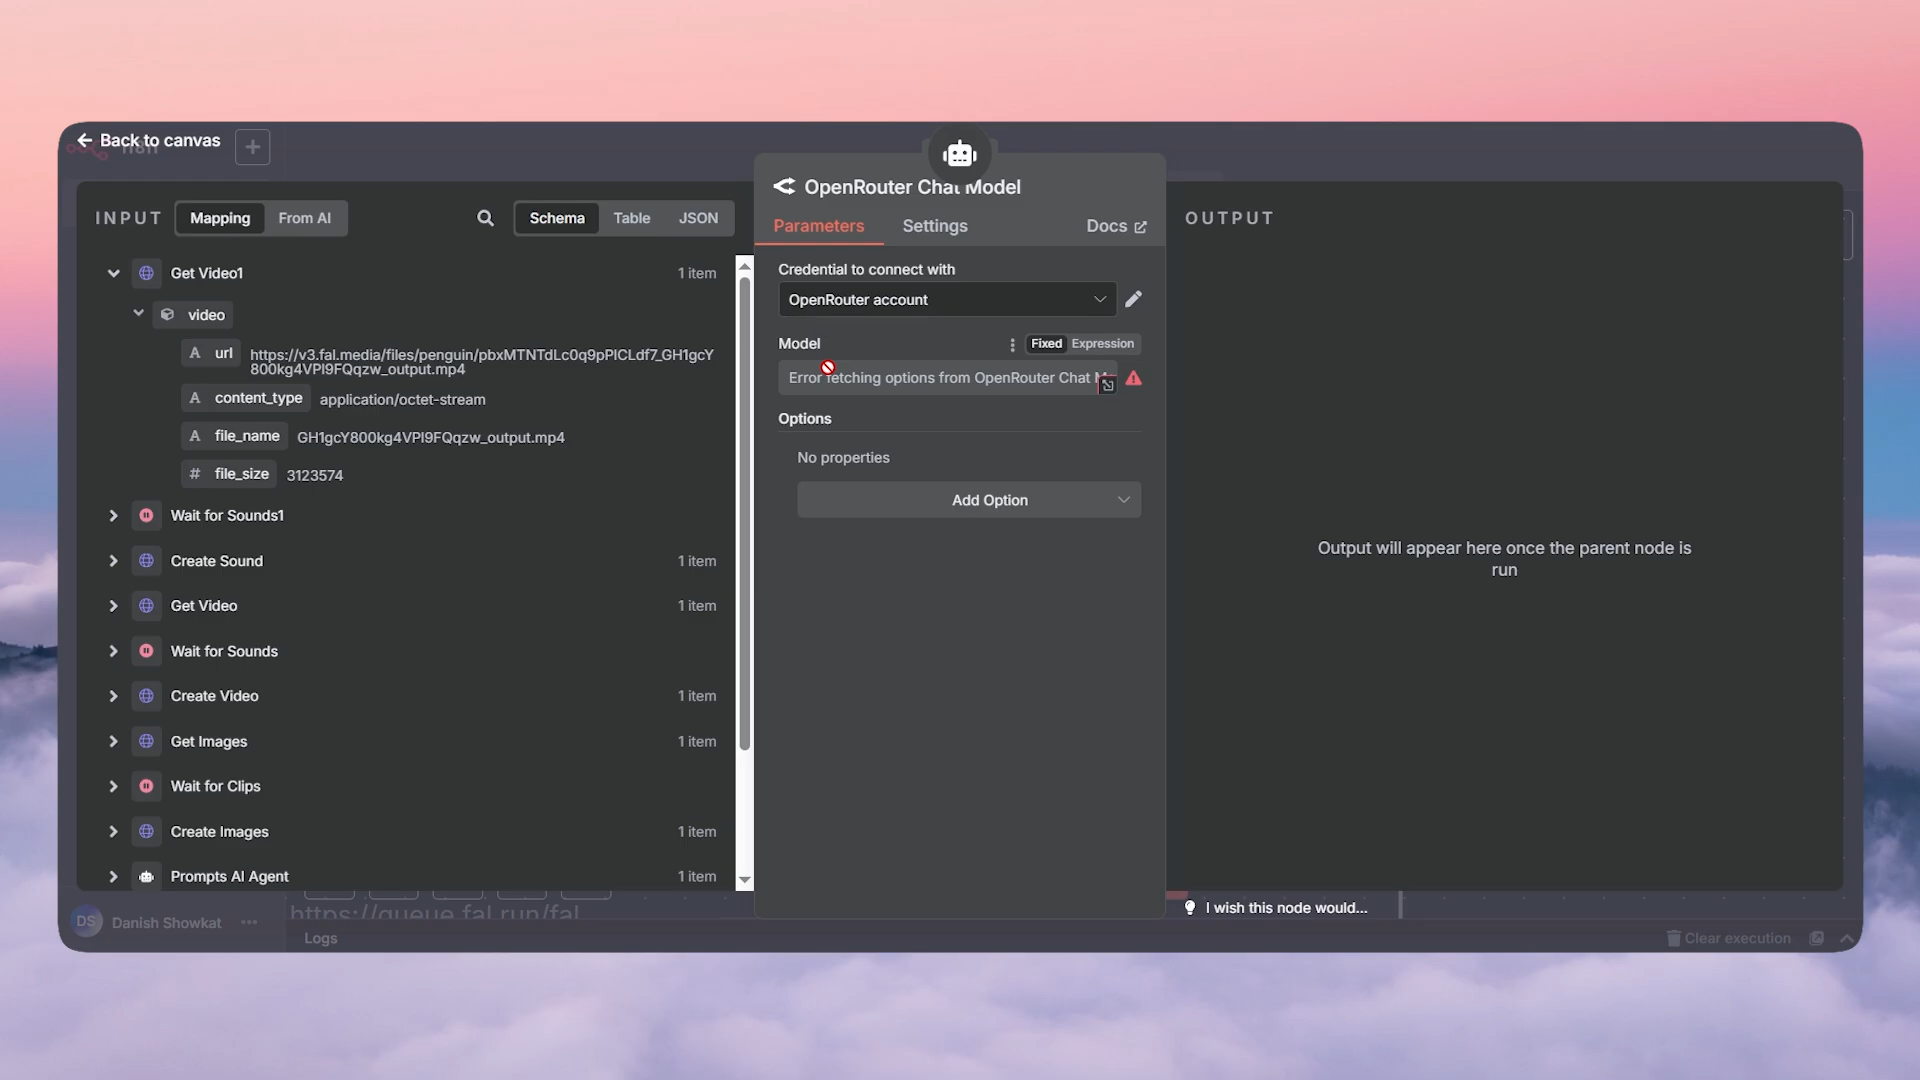 Back to canvas
n8n
+
INPUT
Mapping
From AI
Schema
Table
JSON
Get Video1
1 item
video
A url
https://v3.fal.media/files/penguin/pbxMTNTdLc0q9pPICLdf7_GH1gcY
800kg4VPI9FQqzw_output.mp4
A content_type
application/octet-stream
A file_name
GH1gcY800kg4VPI9FQqzw_output.mp4
# file_size
3123574
Wait for Sounds1
Create Sound
1 item
Get Video
1 item
Wait for Sounds
Create Video
1 item
Get Images
1 item
Wait for Clips
Create Images
1 item
Prompts AI Agent
1 item
OpenRouter Chat Model
Parameters
Settings
Docs
Credential to connect with
OpenRouter account
Model
Fixed
Expression
Error fetching options from OpenRouter Chat
Options
No properties
Add Option
OUTPUT
Output will appear here once the parent node is
run
I wish this node would...
DS
Danish Showkat
https://queue.fal.run/fal
Logs
Clear execution